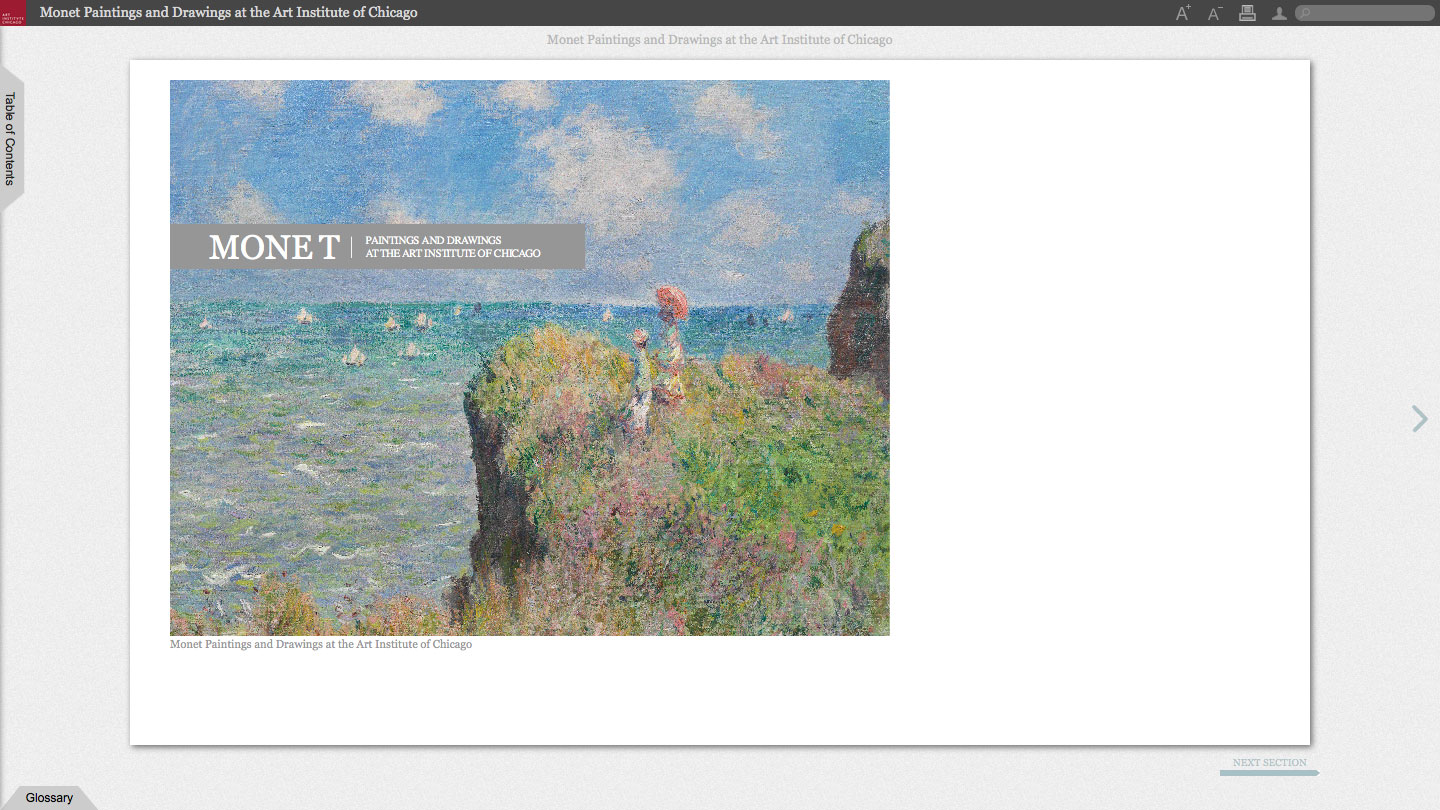 ART
INSTITVTE
CHICAGO
Monet Paintings and Drawings at the Art Institute of Chicago
A+
A-
Monet Paintings and Drawings at the Art Institute of Chicago
Table of Contents
MONET
PAINTINGS AND DRAWINGS
AT THE ART INSTITUTE OF CHICAGO
Monet Paintings and Drawings at the Art Institute of Chicago
NEXT SECTION
Glossary